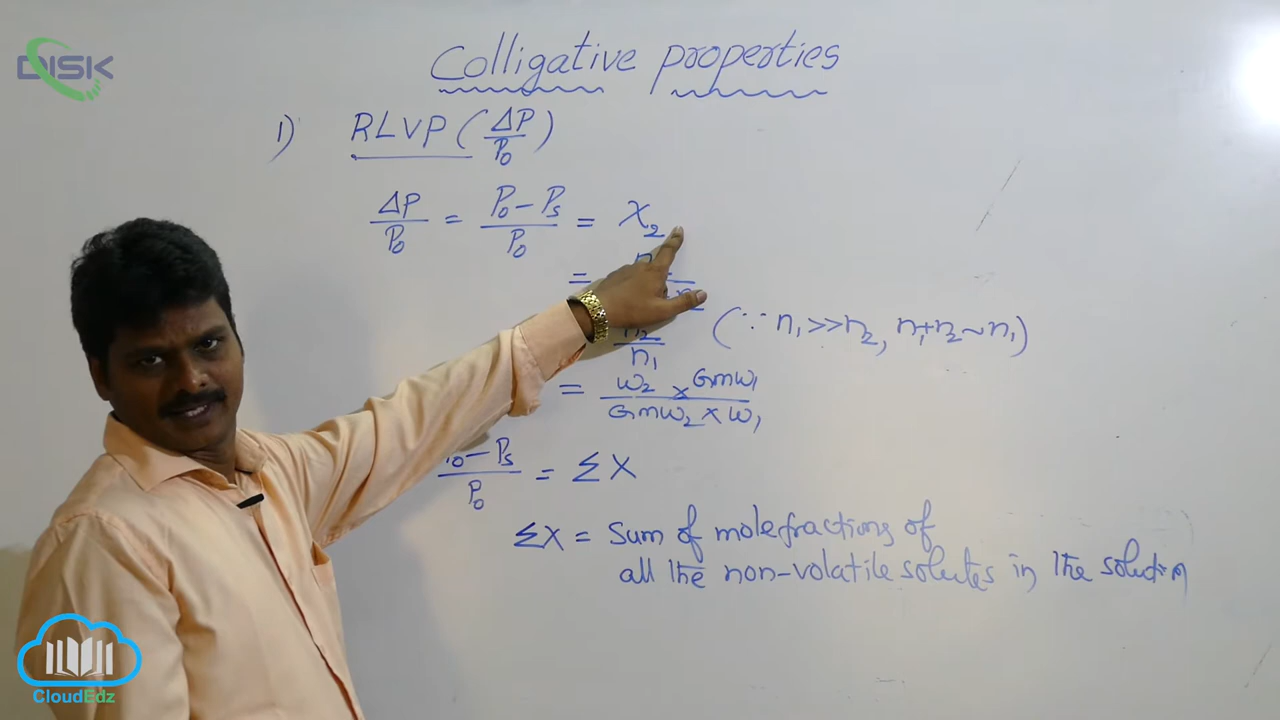 DISK
Colligative properties
1) RLVP (ΔP/P₀)
ΔP/P₀ = P₀-Pₛ/P₀ = X₂
=
n₂/n₁ (∵ n₁>>n₂, n₁+n₂~n₁)
= w₂ × GMW₁/GMW₂ × w₁
P₀-Pₛ/P₀ = ΣX
ΣX = Sum of molefractions of
all the non-volatile solutes in the solution
CloudEdz